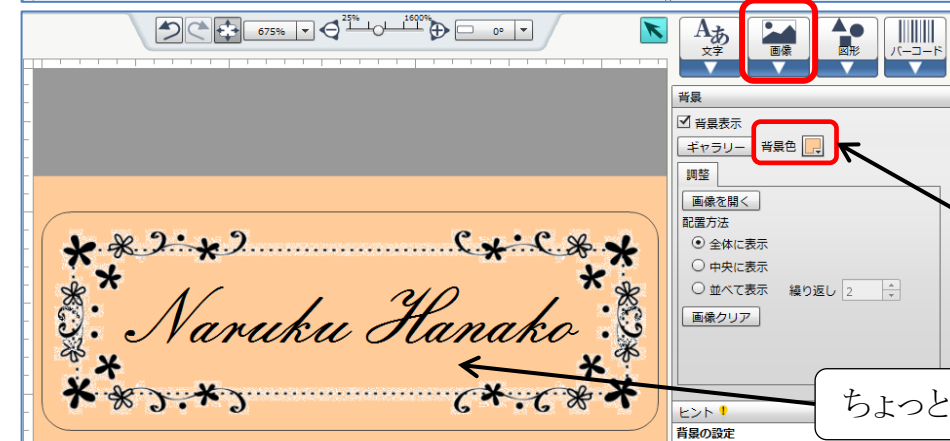 675%
25%
1600%
0°
Aあ
文字
画像
図形
バーコード
背景
背景表示
ギャラリー 背景色
調整
画像を開く
配置方法
全体に表示
中央に表示
並べて表示 繰り返し 2
画像クリア
Naruku Hanako
ちょっと
ヒント
背景の設定